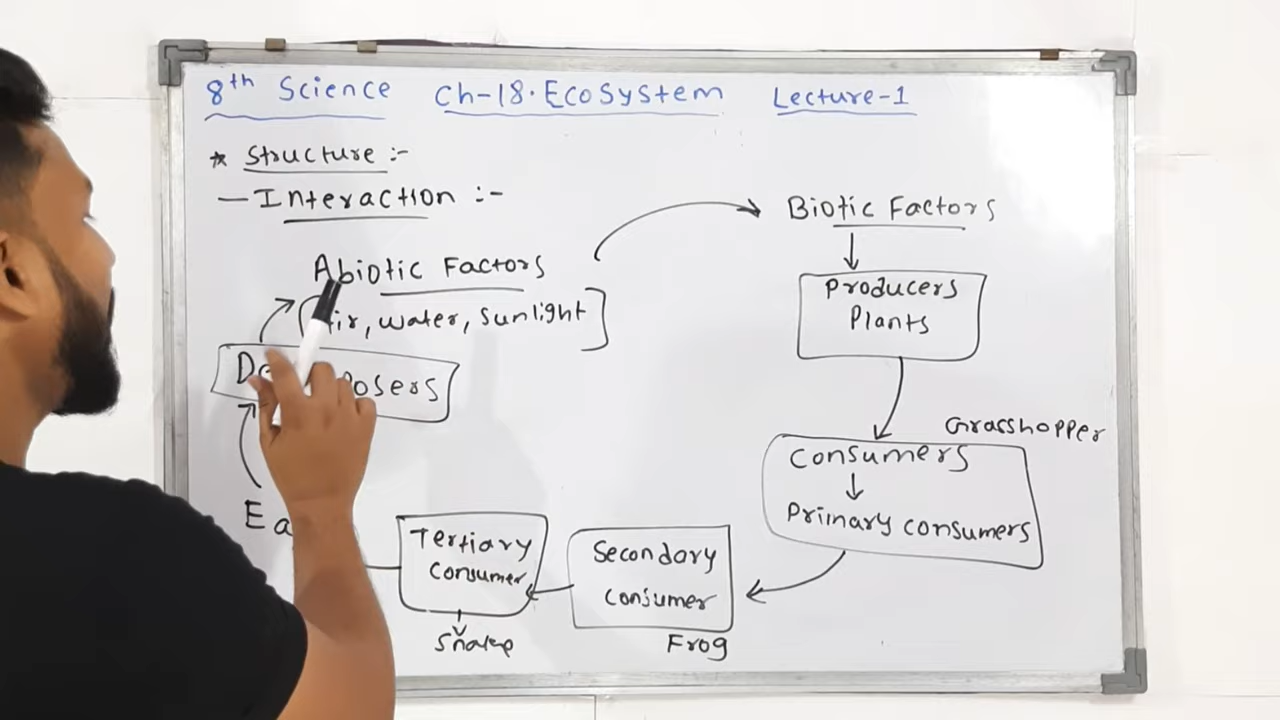 8th Science Ch-18. Ecosystem Lecture-1
* Structure :-
— Interaction :-
Biotic Factors
Abiotic Factors
Air, water, sunlight
Producers
Plants
Grasshopper
Consumers
Primary consumers
Tertiary
consumer
Secondary
consumer
Snake
Frog